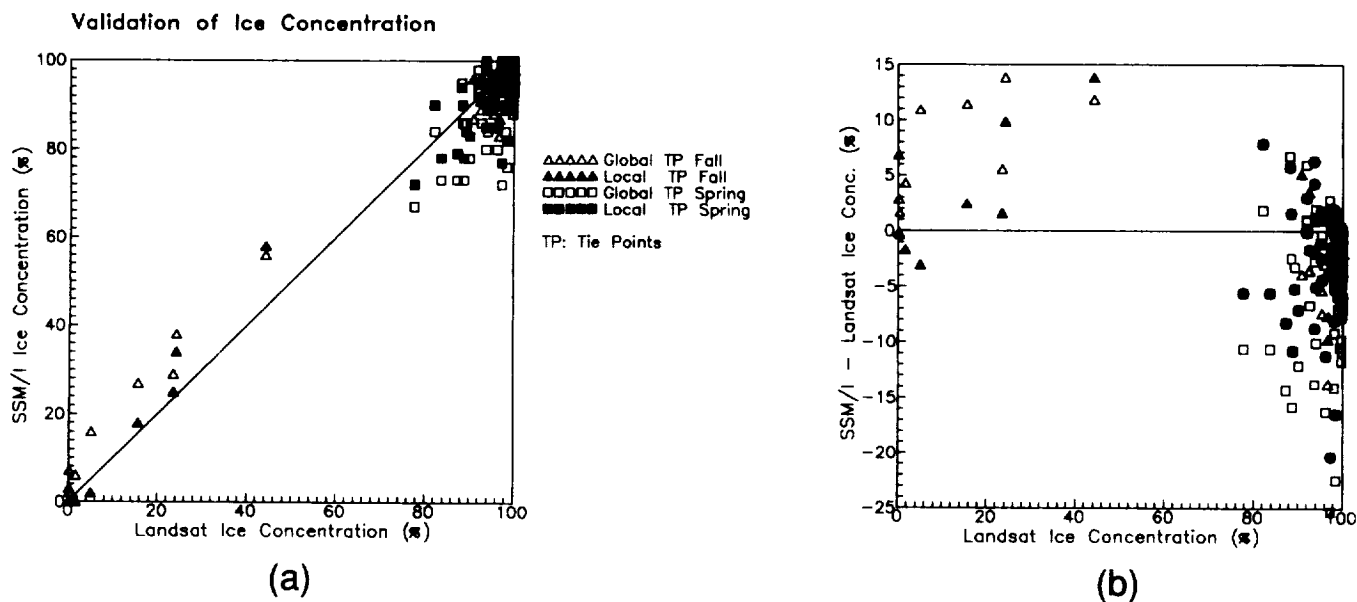 Validation of Ice Concentration
100
80
60
40
20
0
SSM/I Ice Concentration (%)
0 20 40 60 80 100
Landsat Ice Concentration (%)
(a)
Global TP Fall
Local TP Fall
Global TP Spring
Local TP Spring
TP: Tie Points
15
10
5
0
-5
-10
-15
-20
-25
SSM/I - Landsat Ice Conc. (%)
0 20 40 60 80 100
Landsat Ice Concentration (%)
(b)